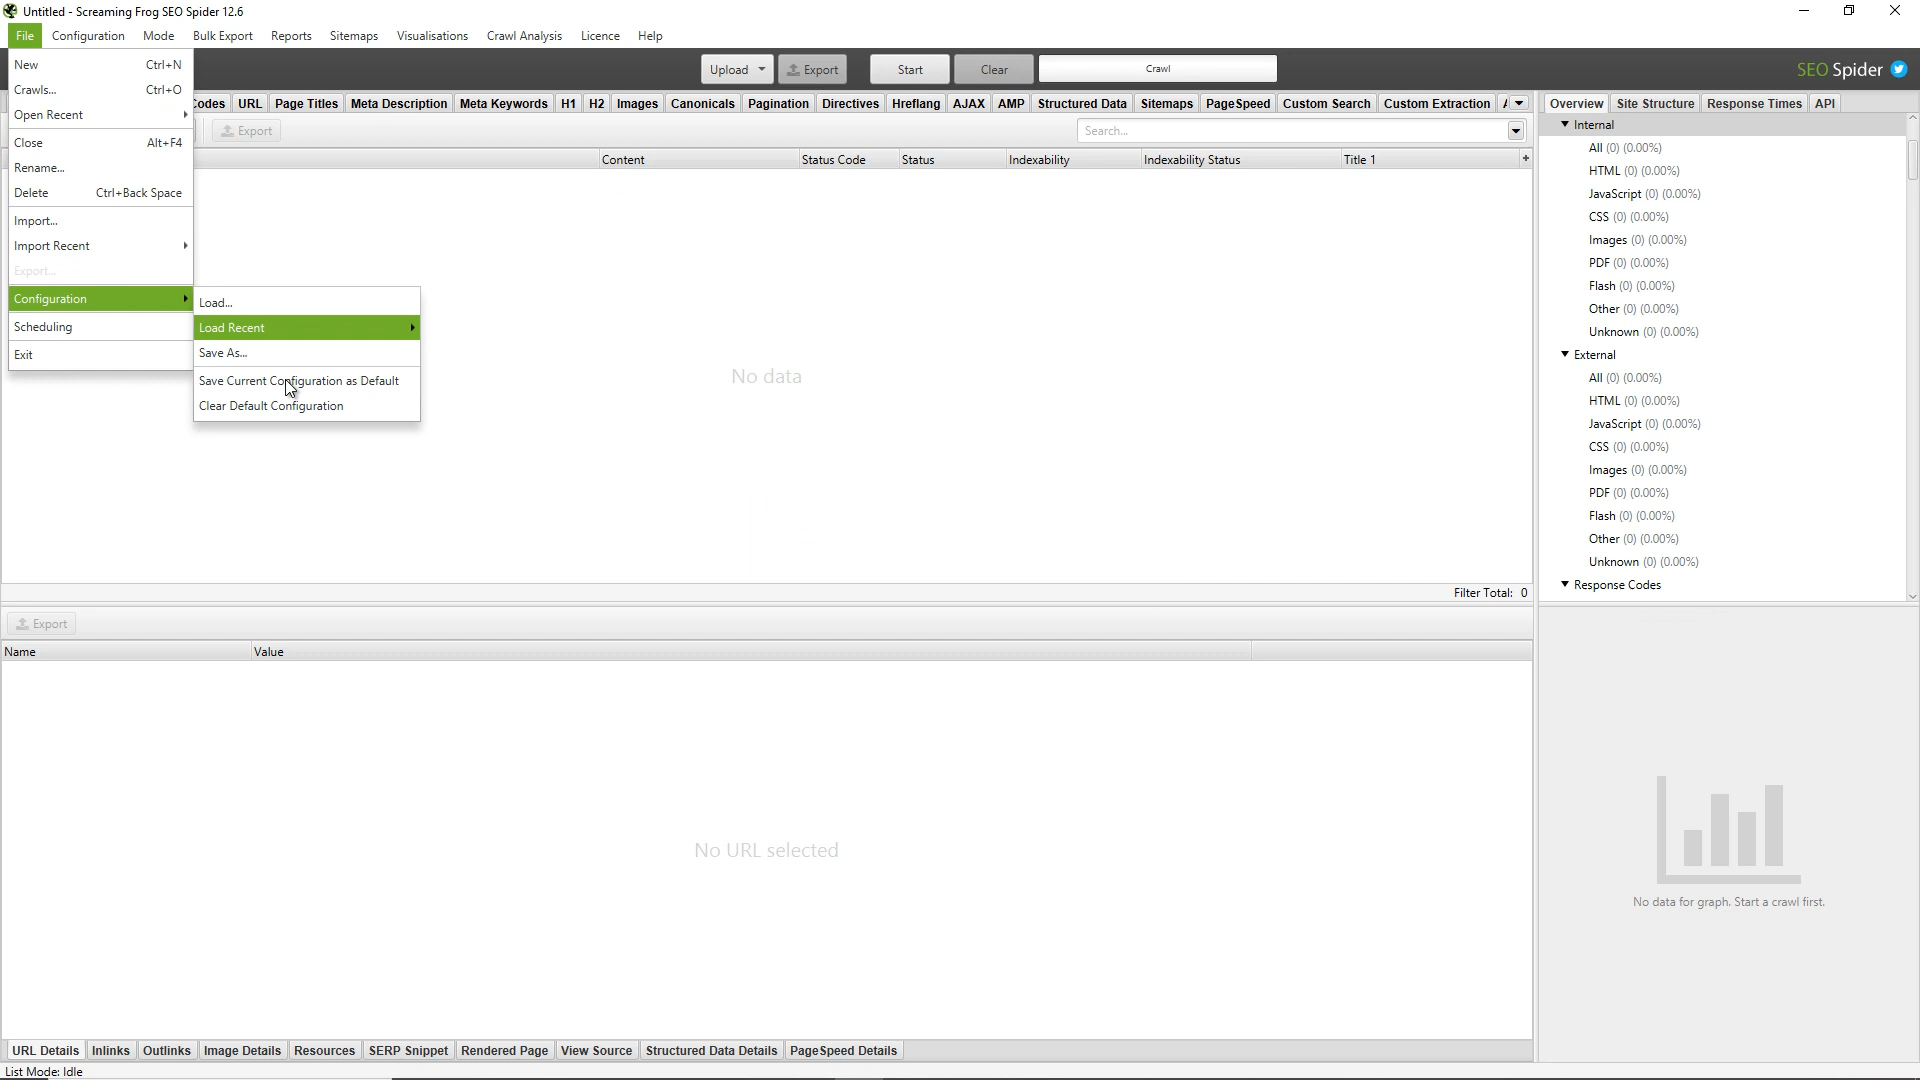 Untitled - Screaming Frog SEO Spider 12.6
File Configuration Mode Bulk Export Reports Sitemaps Visualisations Crawl Analysis Licence Help
Upload Export Start Clear Crawl SEO Spider
New Ctrl+N
Crawls... Ctrl+O
Open Recent
Close Alt+F4
Rename...
Delete Ctrl+Back Space
Import...
Import Recent
Export...
Configuration
Scheduling
Exit
Load...
Load Recent
Save As...
Save Current Configuration as Default
Clear Default Configuration
odes URL Page Titles Meta Description Meta Keywords H1 H2 Images Canonicals Pagination Directives Hreflang AJAX AMP Structured Data Sitemaps PageSpeed Custom Search Custom Extraction
Export Search...
Content Status Code Status Indexability Indexability Status Title 1 +
No data
Filter Total: 0
Export
Name Value
No URL selected
URL Details Inlinks Outlinks Image Details Resources SERP Snippet Rendered Page View Source Structured Data Details PageSpeed Details
List Mode: Idle
Overview Site Structure Response Times API
Internal
All (0) (0.00%)
HTML (0) (0.00%)
JavaScript (0) (0.00%)
CSS (0) (0.00%)
Images (0) (0.00%)
PDF (0) (0.00%)
Flash (0) (0.00%)
Other (0) (0.00%)
Unknown (0) (0.00%)
External
All (0) (0.00%)
HTML (0) (0.00%)
JavaScript (0) (0.00%)
CSS (0) (0.00%)
Images (0) (0.00%)
PDF (0) (0.00%)
Flash (0) (0.00%)
Other (0) (0.00%)
Unknown (0) (0.00%)
Response Codes
No data for graph. Start a crawl first.